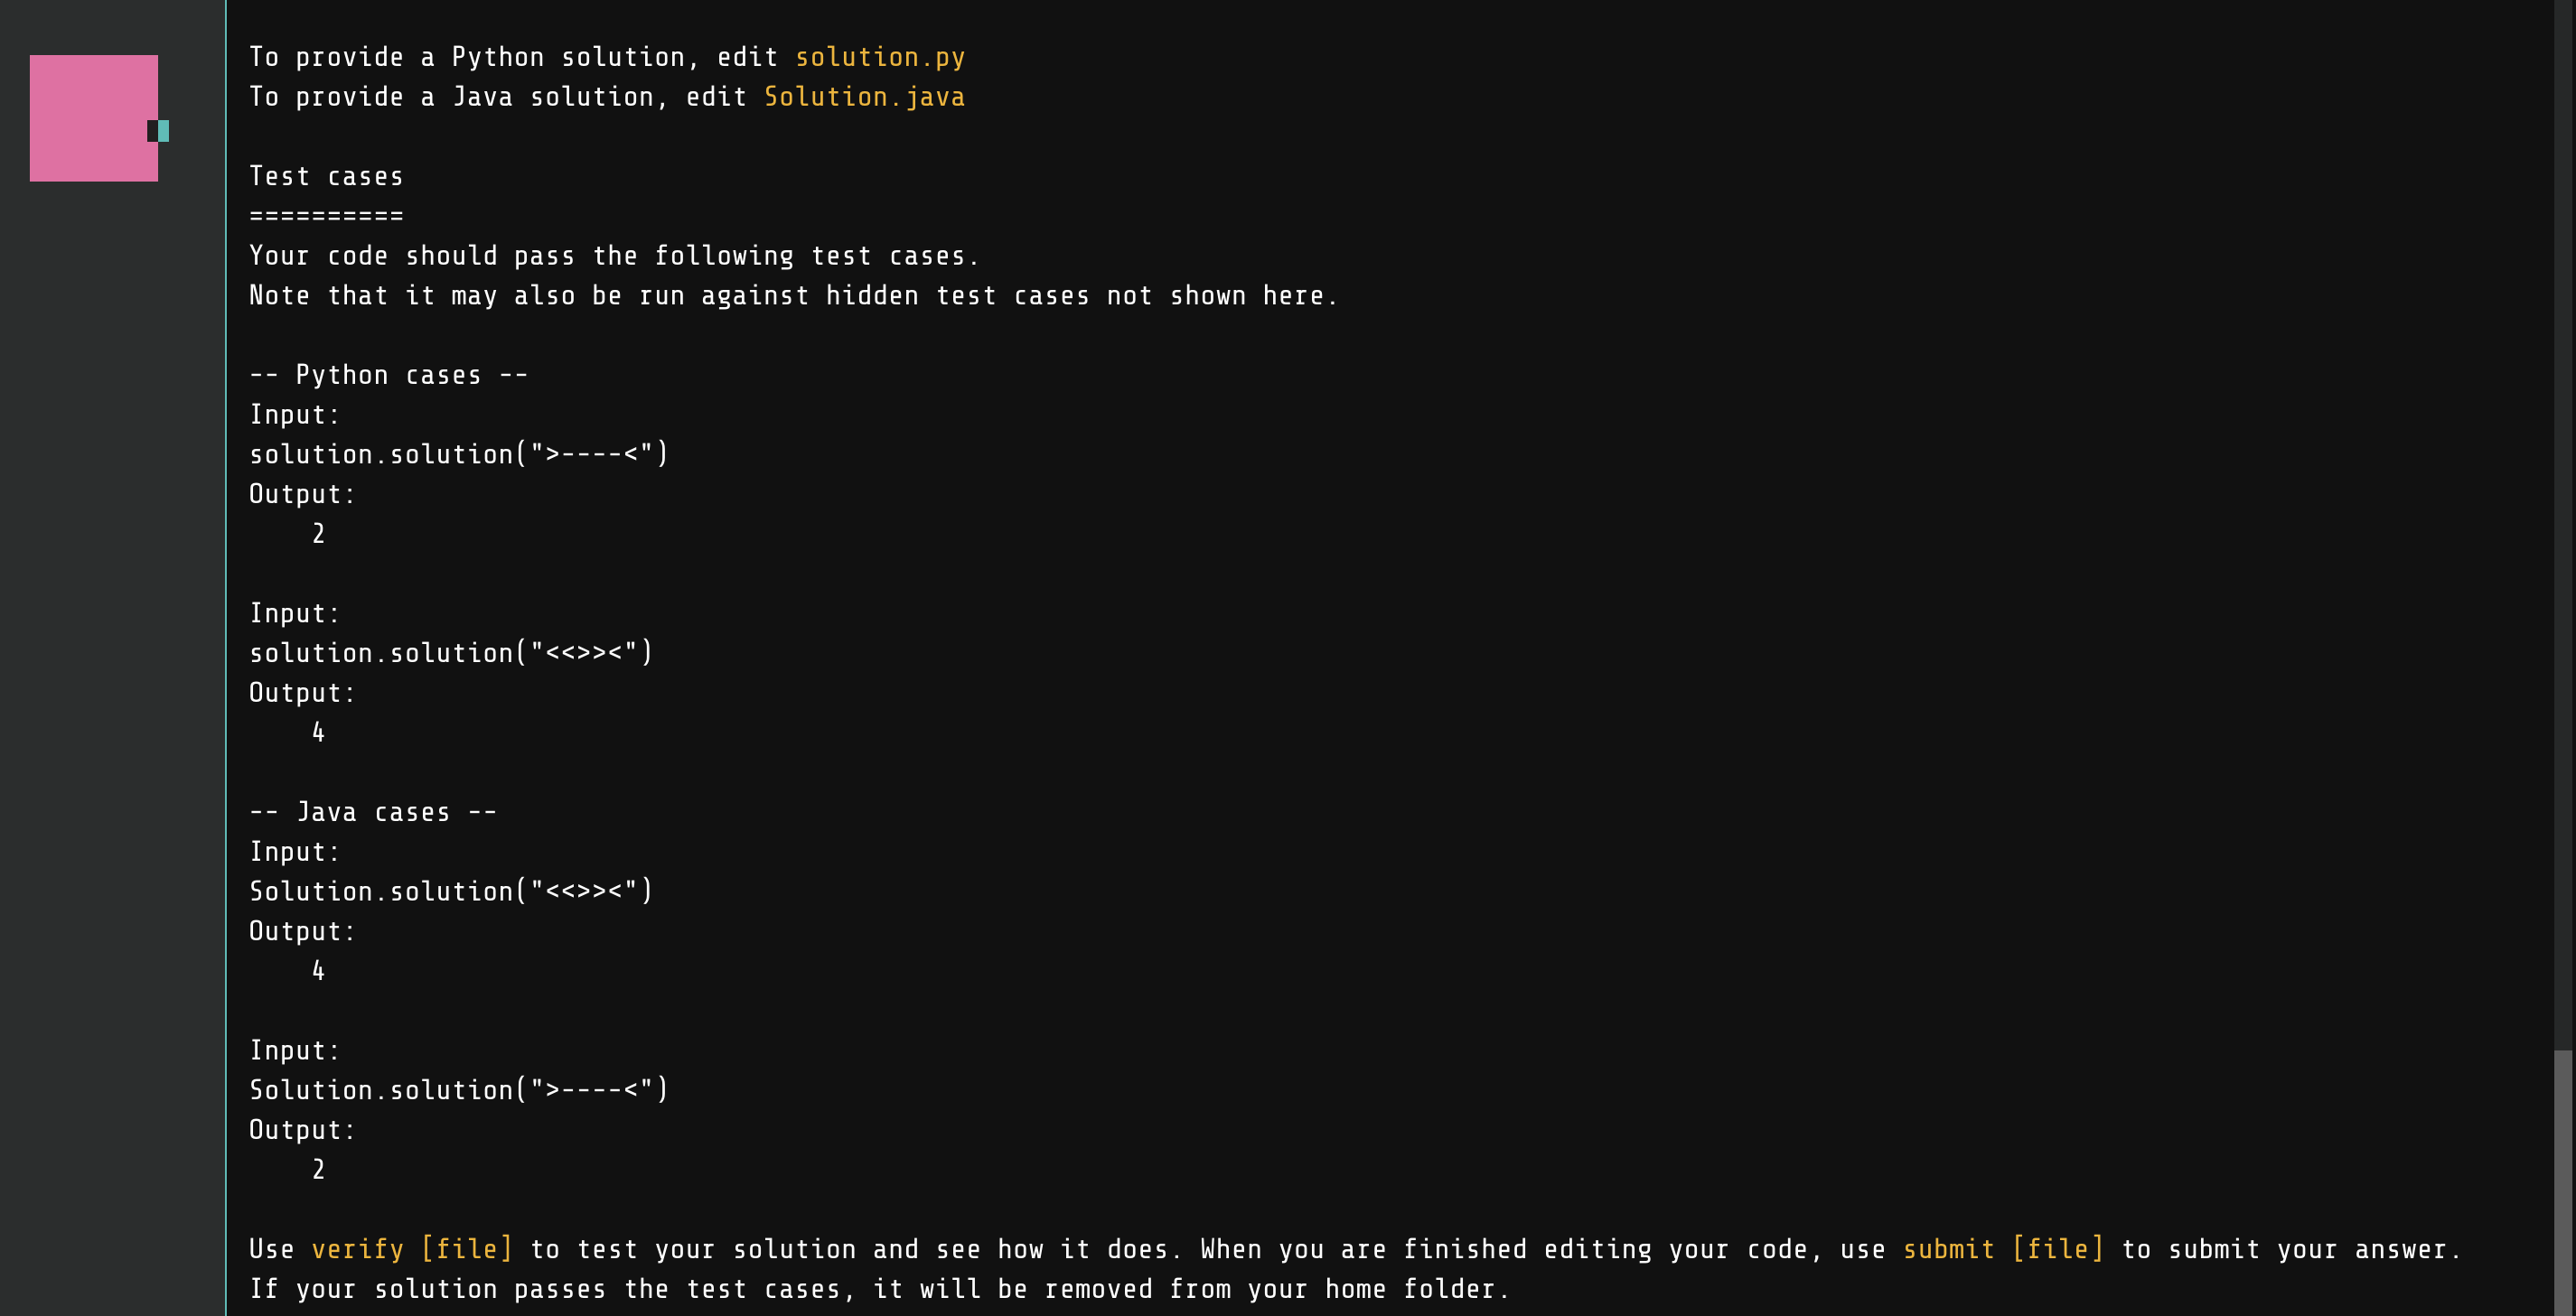 To provide a Python solution, edit solution.py
To provide a Java solution, edit Solution.java
Test cases
==========
Your code should pass the following test cases.
Note that it may also be run against hidden test cases not shown here.
-- Python cases --
Input:
solution.solution(">----<")
Output:
    2
Input:
solution.solution("<<>><")
Output:
    4
-- Java cases --
Input:
Solution.solution("<<>><")
Output:
    4
Input:
Solution.solution(">----<")
Output:
    2
Use verify [file] to test your solution and see how it does. When you are finished editing your code, use submit [file] to submit your answer.
If your solution passes the test cases, it will be removed from your home folder.